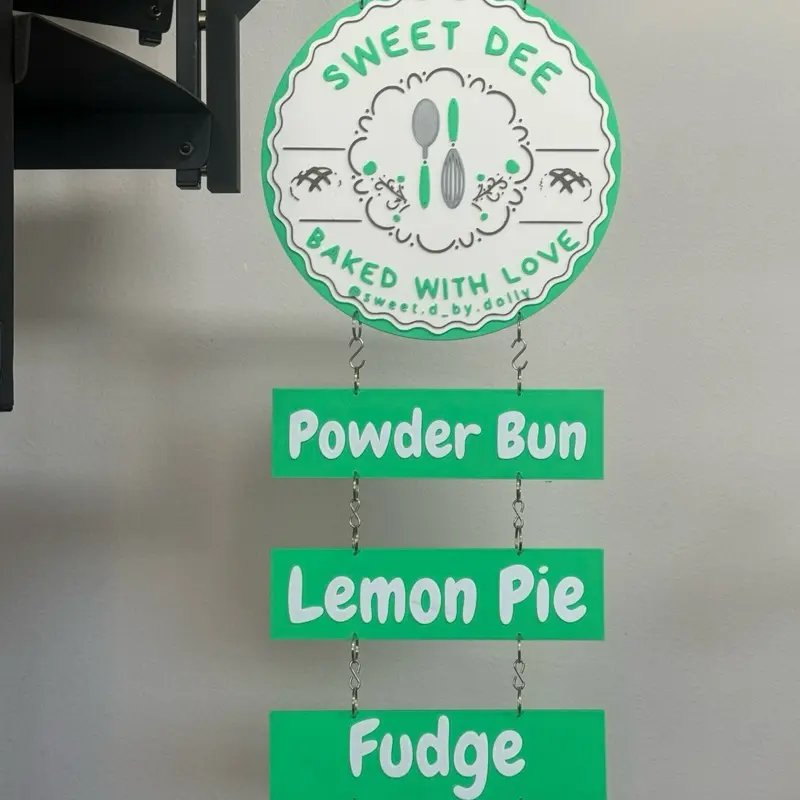 SWEET DEE
BAKED WITH LOVE
@sweet.d_by.dolly
Powder Bun
Lemon Pie
Fudge